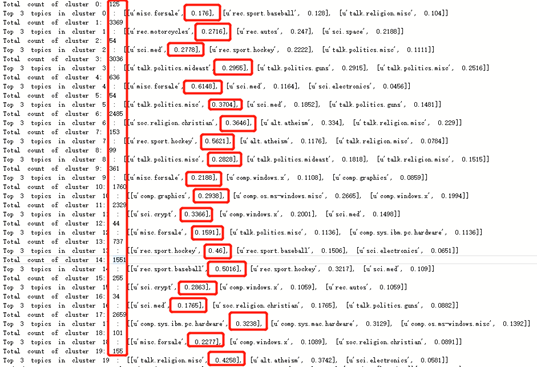 Total count of cluster 0: 125
Top 3 topics in cluster 0 : [[u'misc.forsale', 0.176], [u'rec.sport.baseball', 0.128], [u'talk.religion.misc', 0.104]]
Total count of cluster 1: 3369
Top 3 topics in cluster 1 : [[u'rec.motorcycles', 0.2716], [u'rec.autos', 0.247], [u'sci.space', 0.2188]]
Total count of cluster 2: 54
Top 3 topics in cluster 2 : [[u'sci.med', 0.2778], [u'rec.sport.hockey', 0.2222], [u'talk.politics.misc', 0.1111]]
Total count of cluster 3: 3036
Top 3 topics in cluster 3 : [[u'talk.politics.mideast', 0.2955], [u'talk.politics.guns', 0.2915], [u'talk.politics.misc', 0.2516]]
Total count of cluster 4: 636
Top 3 topics in cluster 4 : [[u'misc.forsale', 0.6148], [u'sci.med', 0.1164], [u'sci.electronics', 0.0456]]
Total count of cluster 5: 54
Top 3 topics in cluster 5 : [[u'talk.politics.misc', 0.3704], [u'sci.med', 0.1852], [u'talk.politics.guns', 0.1481]]
Total count of cluster 6: 2485
Top 3 topics in cluster 6 : [[u'soc.religion.christian', 0.3646], [u'alt.atheism', 0.334], [u'talk.religion.misc', 0.229]]
Total count of cluster 7: 153
Top 3 topics in cluster 7 : [[u'rec.sport.hockey', 0.5621], [u'alt.atheism', 0.1176], [u'talk.religion.misc', 0.0784]]
Total count of cluster 8: 99
Top 3 topics in cluster 8 : [[u'talk.politics.misc', 0.2828], [u'talk.politics.mideast', 0.1818], [u'talk.religion.misc', 0.1515]]
Total count of cluster 9: 361
Top 3 topics in cluster 9 : [[u'misc.forsale', 0.2188], [u'comp.windows.x', 0.1108], [u'comp.graphics', 0.0859]]
Total count of cluster 10: 1760
Top 3 topics in cluster 10 : [[u'comp.graphics', 0.2938], [u'comp.os.ms-windows.misc', 0.2665], [u'comp.windows.x', 0.1994]]
Total count of cluster 11: 2329
Top 3 topics in cluster 11 : [[u'sci.crypt', 0.3366], [u'comp.windows.x', 0.2001], [u'sci.med', 0.1498]]
Total count of cluster 12: 44
Top 3 topics in cluster 12 : [[u'misc.forsale', 0.1591], [u'talk.politics.misc', 0.1136], [u'comp.sys.ibm.pc.hardware', 0.1136]]
Total count of cluster 13: 737
Top 3 topics in cluster 13 : [[u'rec.sport.hockey', 0.46], [u'rec.sport.baseball', 0.1506], [u'sci.electronics', 0.0651]]
Total count of cluster 14: 1551
Top 3 topics in cluster 14 : [[u'rec.sport.baseball', 0.5016], [u'rec.sport.hockey', 0.3217], [u'sci.med', 0.109]]
Total count of cluster 15: 255
Top 3 topics in cluster 15 : [[u'sci.crypt', 0.2863], [u'comp.windows.x', 0.1059], [u'rec.autos', 0.1059]]
Total count of cluster 16: 34
Top 3 topics in cluster 16 : [[u'sci.med', 0.1765], [u'soc.religion.christian', 0.1765], [u'talk.politics.guns', 0.0882]]
Total count of cluster 17: 2659
Top 3 topics in cluster 17 : [[u'comp.sys.ibm.pc.hardware', 0.3238], [u'comp.sys.mac.hardware', 0.3129], [u'comp.os.ms-windows.misc', 0.1392]]
Total count of cluster 18: 101
Top 3 topics in cluster 18 : [[u'misc.forsale', 0.2277], [u'comp.windows.x', 0.1089], [u'soc.religion.christian', 0.0891]]
Total count of cluster 19: 155
Top 3 topics in cluster 19 : [[u'talk.religion.misc', 0.4258], [u'alt.atheism', 0.3742], [u'sci.electronics', 0.0581]]